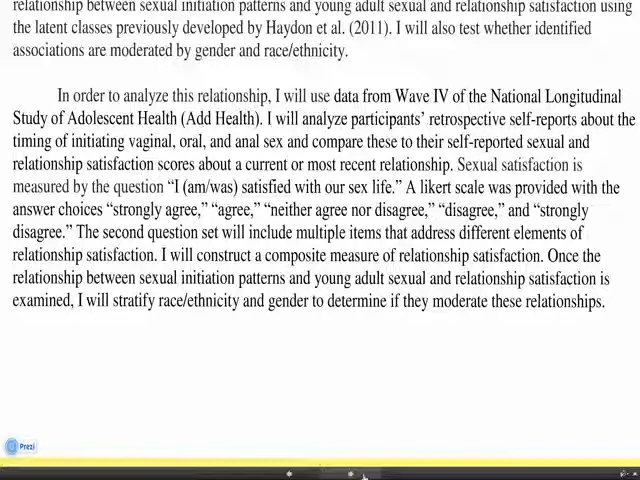 relationship between sexual initiation patterns and young adult sexual and relationship satisfaction using
the latent classes previously developed by Haydon et al. (2011). I will also test whether identified
associations are moderated by gender and race/ethnicity.
In order to analyze this relationship, I will use data from Wave IV of the National Longitudinal
Study of Adolescent Health (Add Health). I will analyze participants’ retrospective self-reports about the
timing of initiating vaginal, oral, and anal sex and compare these to their self-reported sexual and
relationship satisfaction scores about a current or most recent relationship. Sexual satisfaction is
measured by the question “I (am/was) satisfied with our sex life.” A likert scale was provided with the
answer choices “strongly agree,” “agree,” “neither agree nor disagree,” “disagree,” and “strongly
disagree.” The second question set will include multiple items that address different elements of
relationship satisfaction. I will construct a composite measure of relationship satisfaction. Once the
relationship between sexual initiation patterns and young adult sexual and relationship satisfaction is
examined, I will stratify race/ethnicity and gender to determine if they moderate these relationships.
Prezi